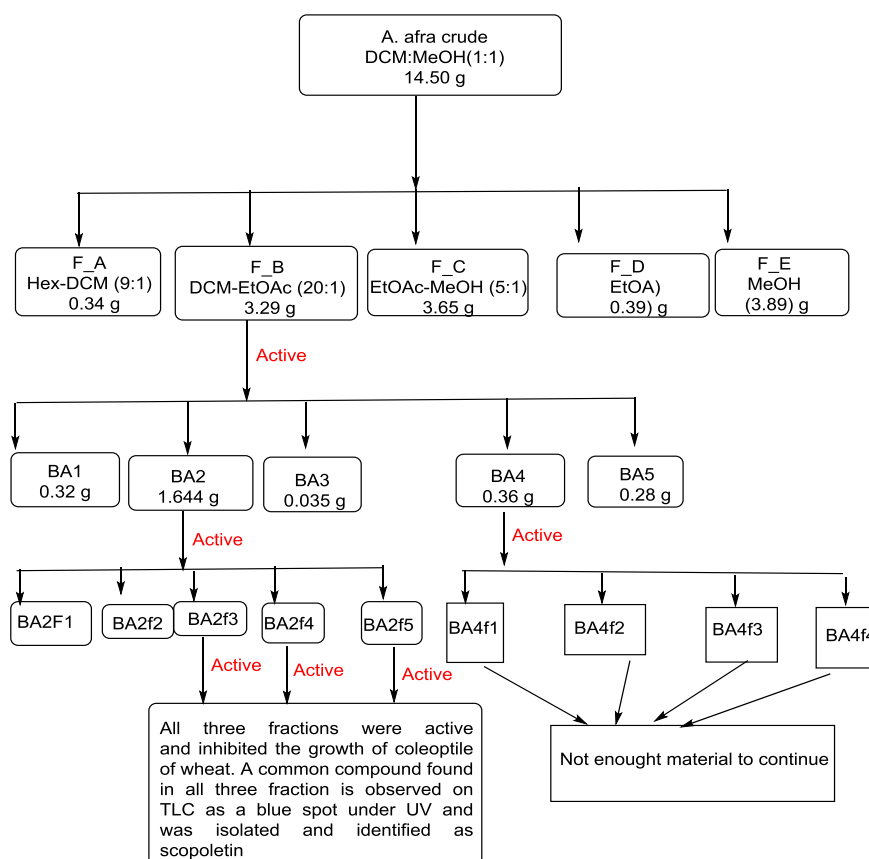 A. afra crude
DCM:MeOH(1:1)
14.50 g
F_A
Hex-DCM (9:1)
0.34 g
F_B
DCM-EtOAc (20:1)
3.29 g
F_C
EtOAc-MeOH (5:1)
3.65 g
F_D
EtOA)
0.39) g
F_E
MeOH
(3.89) g
Active
BA1
0.32 g
BA2
1.644 g
BA3
0.035 g
BA4
0.36 g
BA5
0.28 g
Active
Active
BA2F1
BA2f2
BA2f3
BA2f4
BA2f5
BA4f1
BA4f2
BA4f3
BA4f4
Active
Active
Active
All three fractions were active
and inhibited the growth of coleoptile
of wheat. A common compound found
in all three fraction is observed on
TLC as a blue spot under UV and
was isolated and identified as
scopoletin
Not enought material to continue